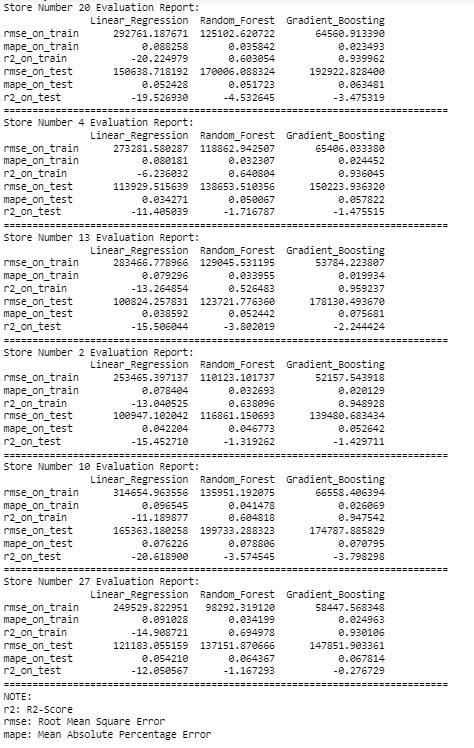 Store Number 20 Evaluation Report:
Linear_Regression Random_Forest Gradient_Boosting
rmse_on_train 292761.187671 125102.620722 64560.913390
mape_on_train 0.088258 0.035842 0.023493
r2_on_train -20.224979 0.603054 0.939962
rmse_on_test 150638.718192 170006.088324 192922.828400
mape_on_test 0.052428 0.051723 0.063481
r2_on_test -19.526930 -4.532645 -3.475319
================================================================================
Store Number 4 Evaluation Report:
Linear_Regression Random_Forest Gradient_Boosting
rmse_on_train 273281.580287 118862.942507 65406.033380
mape_on_train 0.080181 0.032307 0.024452
r2_on_train -6.236032 0.640804 0.936045
rmse_on_test 113929.515639 138653.510356 150223.936320
mape_on_test 0.034271 0.050067 0.057822
r2_on_test -11.405039 -1.716787 -1.475515
================================================================================
Store Number 13 Evaluation Report:
Linear_Regression Random_Forest Gradient_Boosting
rmse_on_train 283466.778966 129045.531195 53784.223807
mape_on_train 0.079296 0.033955 0.019934
r2_on_train -13.264854 0.526483 0.959237
rmse_on_test 100824.257831 123721.776360 178130.493670
mape_on_test 0.038592 0.052442 0.075681
r2_on_test -15.506044 -3.802019 -2.244424
================================================================================
Store Number 2 Evaluation Report:
Linear_Regression Random_Forest Gradient_Boosting
rmse_on_train 253465.397137 110123.101737 52157.543918
mape_on_train 0.078404 0.032693 0.020129
r2_on_train -13.040525 0.638096 0.948928
rmse_on_test 100947.102042 116861.150693 139480.683434
mape_on_test 0.042204 0.046773 0.052642
r2_on_test -15.452710 -1.319262 -1.429711
================================================================================
Store Number 10 Evaluation Report:
Linear_Regression Random_Forest Gradient_Boosting
rmse_on_train 314654.963556 135951.192075 66558.406394
mape_on_train 0.096545 0.041478 0.026069
r2_on_train -11.189877 0.604818 0.947542
rmse_on_test 165363.180258 199733.288323 174787.885829
mape_on_test 0.076226 0.078806 0.070795
r2_on_test -20.618900 -3.574545 -3.798298
================================================================================
Store Number 27 Evaluation Report:
Linear_Regression Random_Forest Gradient_Boosting
rmse_on_train 249529.822951 98292.319120 58447.568348
mape_on_train 0.091028 0.034199 0.024963
r2_on_train -14.908721 0.694978 0.930106
rmse_on_test 121183.055159 137151.870666 147851.903361
mape_on_test 0.054210 0.064367 0.067814
r2_on_test -12.050567 -1.167293 -0.276729
================================================================================
NOTE:
r2: R2-Score
rmse: Root Mean Square Error
mape: Mean Absolute Percentage Error